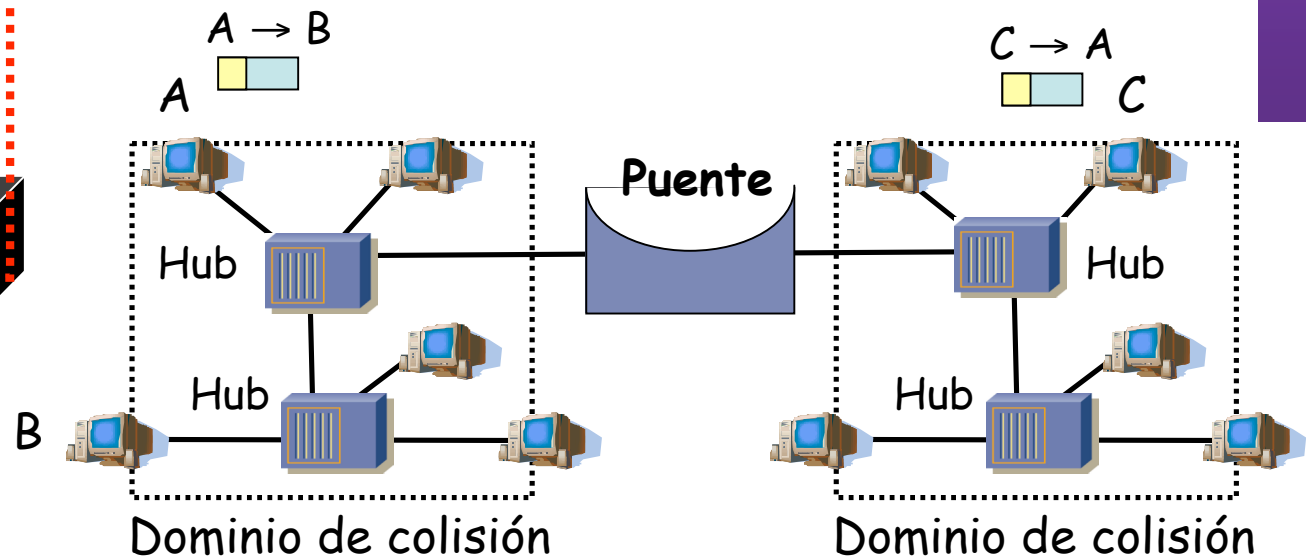 A → B
C → A
A
C
Puente
Hub
Hub
Hub
Hub
B
Dominio de colisión
Dominio de colisión